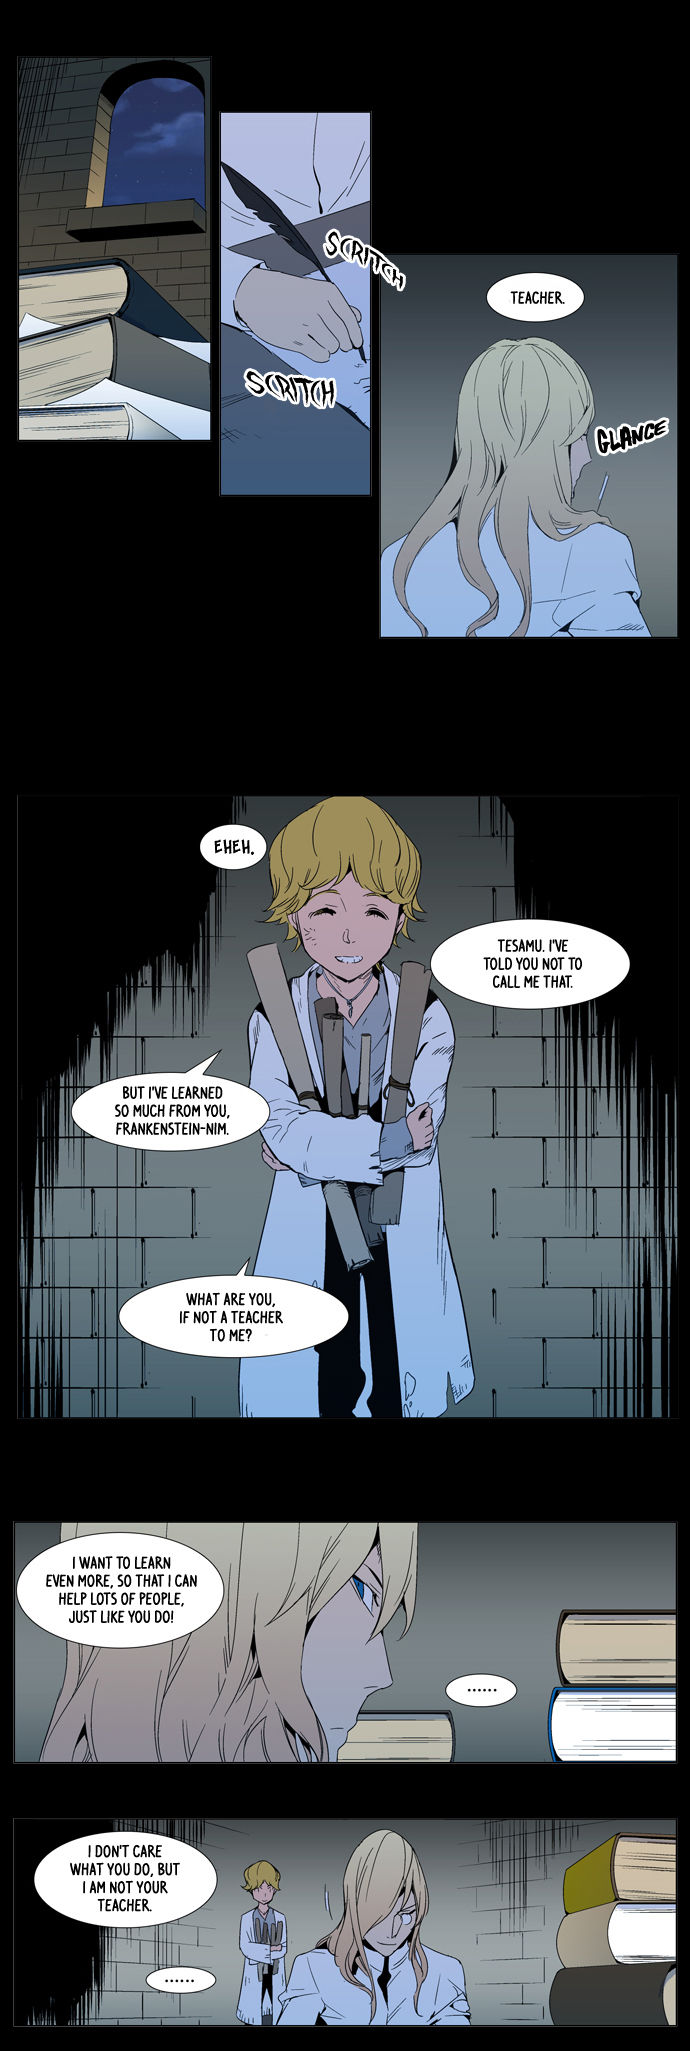 SCRITCH
SCRITCH
TEACHER.
GLANCE
EHEH.
TESAMU. I'VE
TOLD YOU NOT TO
CALL ME THAT.
BUT I'VE LEARNED
SO MUCH FROM YOU,
FRANKENSTEIN-NIM.
WHAT ARE YOU,
IF NOT A TEACHER
TO ME?
I WANT TO LEARN
EVEN MORE, SO THAT I CAN
HELP LOTS OF PEOPLE,
JUST LIKE YOU DO!
......
I DON'T CARE
WHAT YOU DO, BUT
I AM NOT YOUR
TEACHER.
......